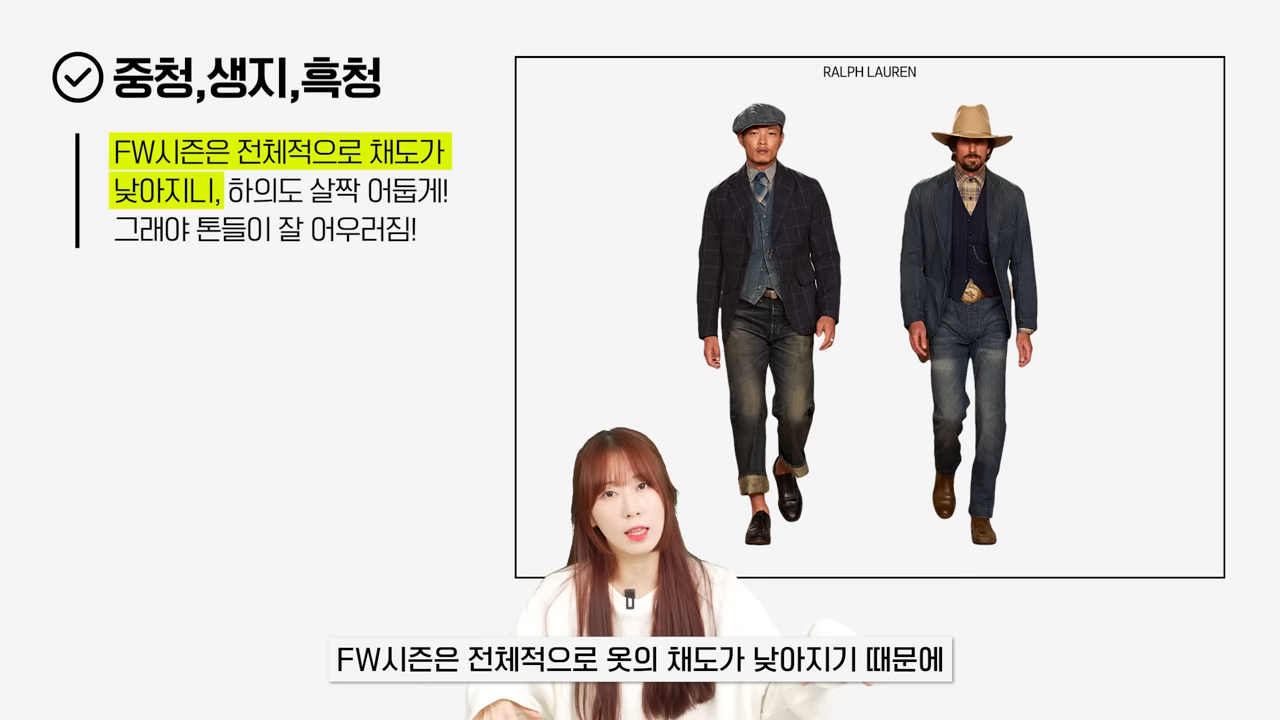 중청,생지,흑청
FW시즌은 전체적으로 채도가
낮아지니, 하의도 살짝 어둡게!
그래야 톤들이 잘 어우러짐!
RALPH LAUREN
FW시즌은 전체적으로 옷의 채도가 낮아지기 때문에